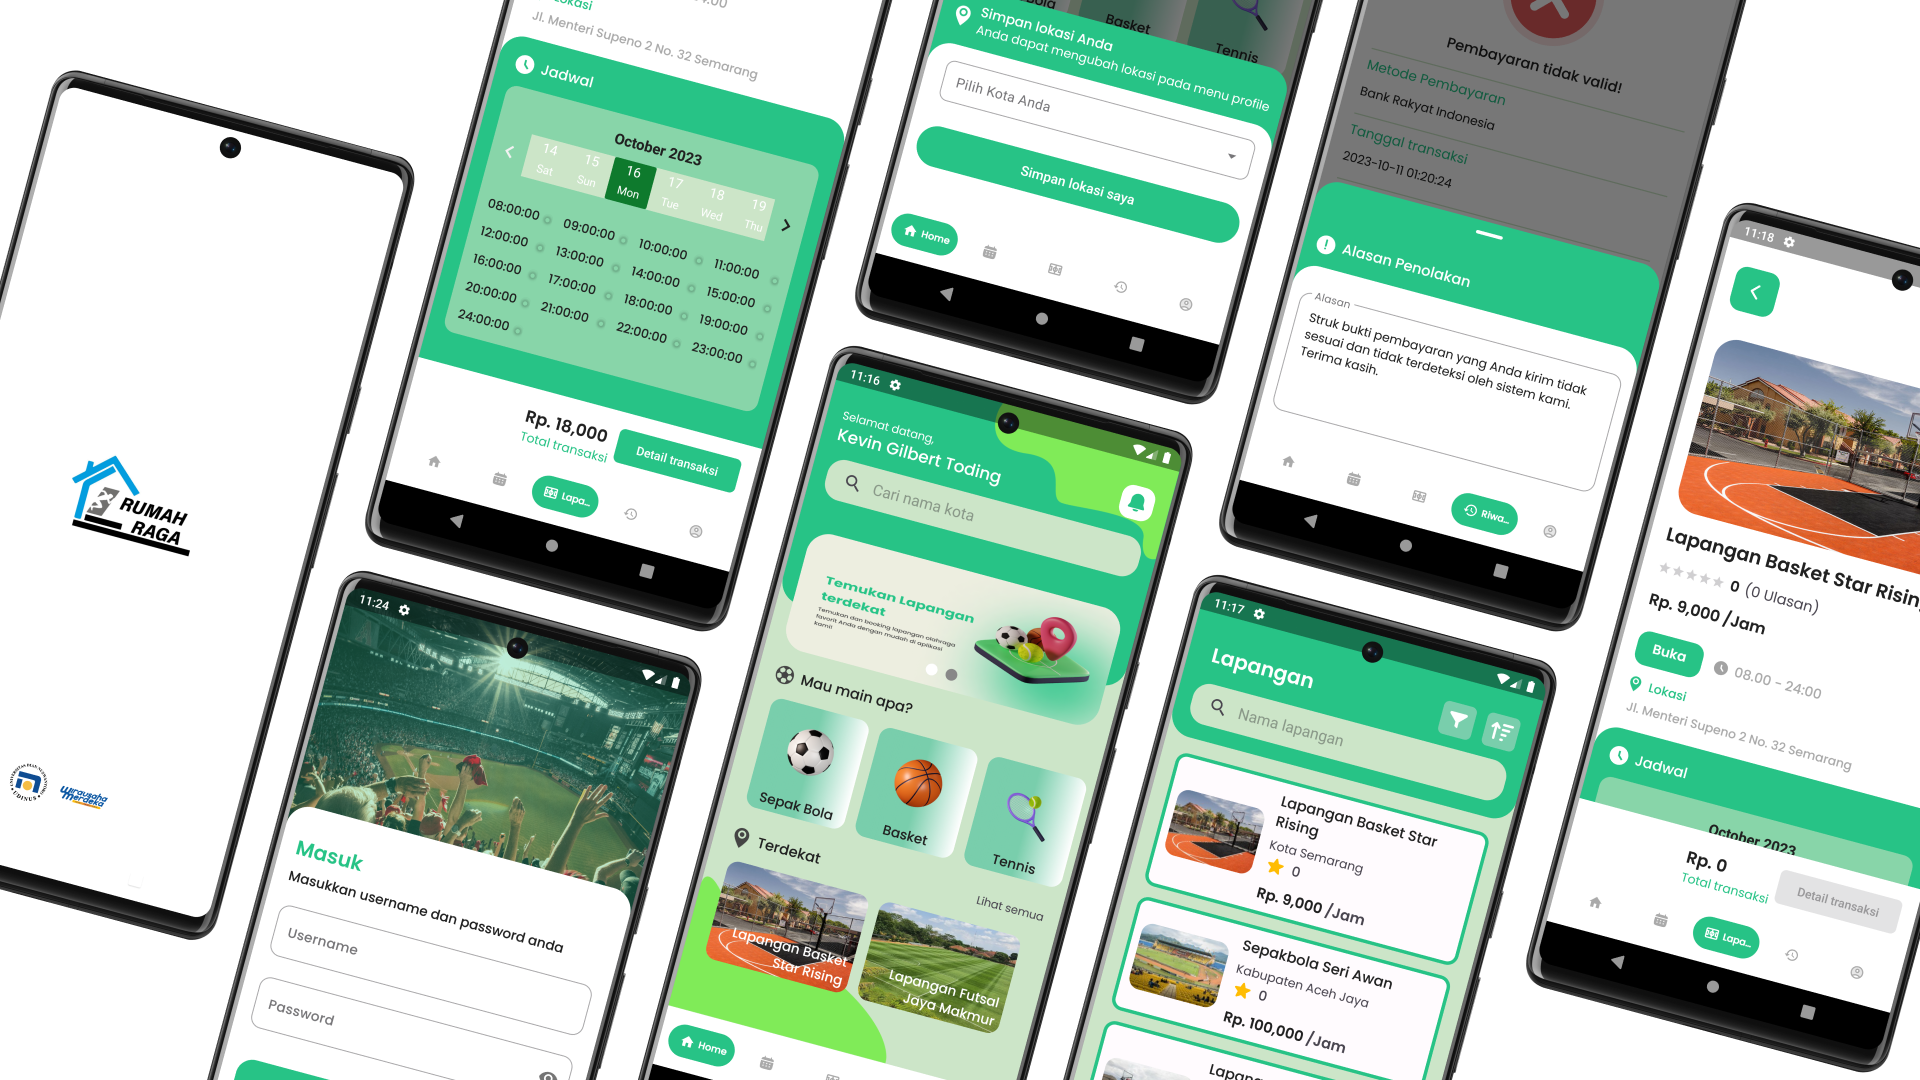 RUMAH
RAGA
UNIVERSITAS DIAN NUSWANTORO
UDINUS
wirausaha
merdeka
Lokasi
Jl. Menteri Supeno 2 No. 32 Semarang
Jadwal
October 2023
14 15 16 17 18 19
Sat Sun Mon Tue Wed Thu
08:00:00 09:00:00 10:00:00 11:00:00
12:00:00 13:00:00 14:00:00 15:00:00
16:00:00 17:00:00 18:00:00 19:00:00
20:00:00 21:00:00 22:00:00 23:00:00
24:00:00
Rp. 18,000
Total transaksi
Detail transaksi
Lapa...
11:24
Masuk
Masukkan username dan password anda
Username
Password
Basket
Tennis
Simpan lokasi Anda
Anda dapat mengubah lokasi pada menu profile
Pilih Kota Anda
Simpan lokasi saya
Home
11:16
Selamat datang,
Kevin Gilbert Toding
Cari nama kota
Temukan Lapangan
terdekat
Temukan dan booking lapangan olahraga
favorit Anda dengan mudah di aplikasi
kami!
Mau main apa?
Sepak Bola
Basket
Tennis
Terdekat
Lihat semua
Lapangan Basket
Star Rising
Lapangan Futsal
Jaya Makmur
Home
Pembayaran tidak valid!
Metode Pembayaran
Bank Rakyat Indonesia
Tanggal transaksi
2023-10-11 01:20:24
Alasan Penolakan
Alasan
Struk bukti pembayaran yang Anda kirim tidak
sesuai dan tidak terdeteksi oleh sistem kami.
Terima kasih.
Riwa...
11:17
Lapangan
Nama lapangan
Lapangan Basket Star
Rising
Kota Semarang
0
Rp. 9,000 /Jam
Sepakbola Seri Awan
Kabupaten Aceh Jaya
0
Rp. 100,000 /Jam
11:18
Lapangan Basket Star Rising
0 (0 Ulasan)
Rp. 9,000 /Jam
Buka
08.00 - 24:00
Lokasi
Jl. Menteri Supeno 2 No. 32 Semarang
Jadwal
October 2023
Rp. 0
Total transaksi
Detail transaksi
Lapa...